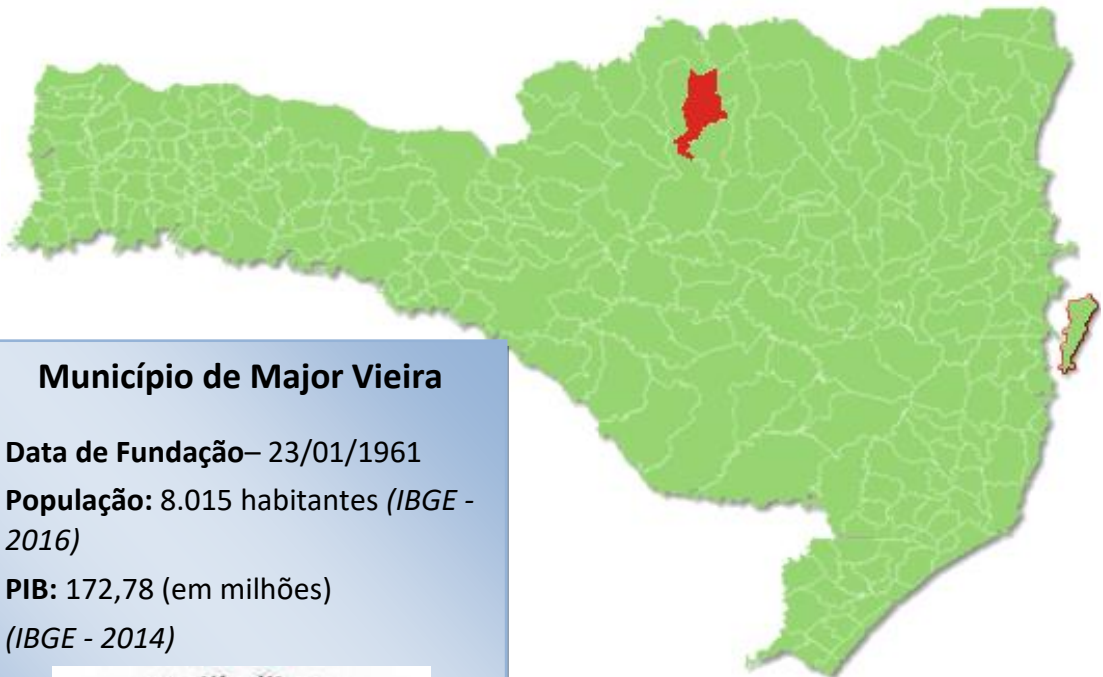 Município de Major Vieira
Data de Fundação– 23/01/1961
População: 8.015 habitantes (IBGE -
2016)
PIB: 172,78 (em milhões)
(IBGE - 2014)